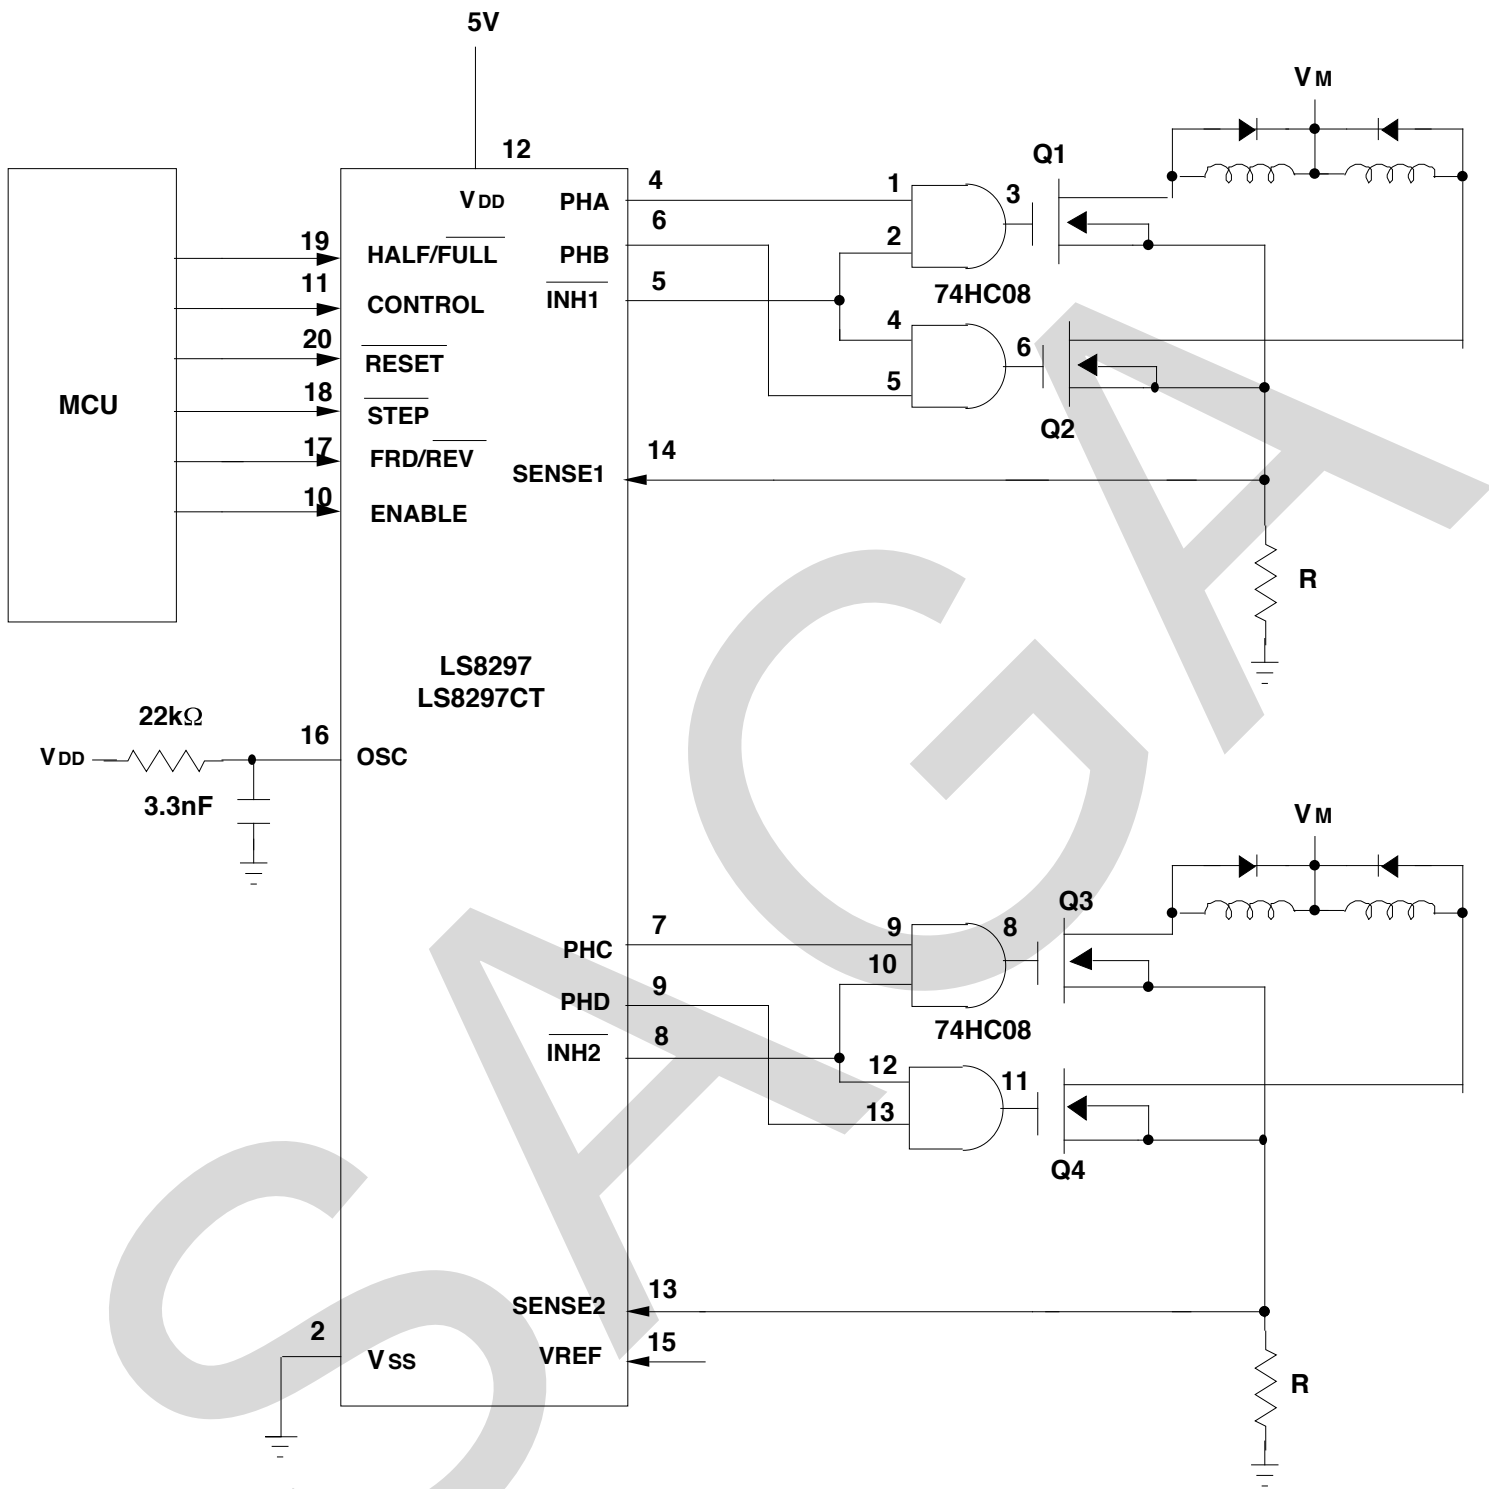 5V
12
VDD
MCU
19
HALF/FULL
11
CONTROL
20
RESET
18
STEP
17
FRD/REV
10
ENABLE
LS8297
LS8297CT
22kΩ
VDD
3.3nF
16
OSC
2
VSS
PHA
4
PHB
6
INH1
5
SENSE1
14
PHC
7
PHD
9
INH2
8
SENSE2
13
VREF
15
1
2
3
Q1
74HC08
4
5
6
Q2
VM
R
9
10
8
Q3
74HC08
12
13
11
Q4
VM
R
SAGA